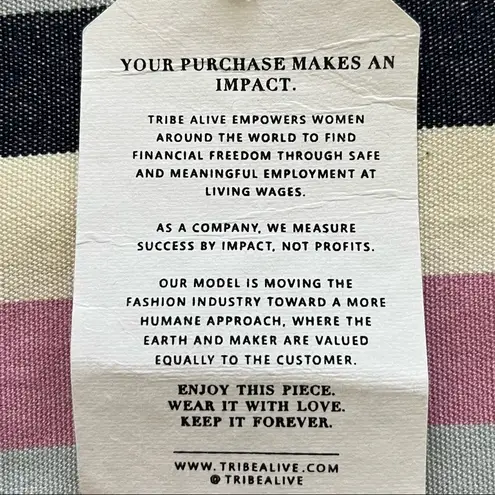 YOUR PURCHASE MAKES AN
IMPACT.
TRIBE ALIVE EMPOWERS WOMEN
AROUND THE WORLD TO FIND
FINANCIAL FREEDOM THROUGH SAFE
AND MEANINGFUL EMPLOYMENT AT
LIVING WAGES.
AS A COMPANY, WE MEASURE
SUCCESS BY IMPACT, NOT PROFITS.
OUR MODEL IS MOVING THE
FASHION INDUSTRY TOWARD A MORE
HUMANE APPROACH, WHERE THE
EARTH AND MAKER ARE VALUED
EQUALLY TO THE CUSTOMER.
ENJOY THIS PIECE.
WEAR IT WITH LOVE.
KEEP IT FOREVER.
WWW.TRIBEALIVE.COM
@TRIBEALIVE